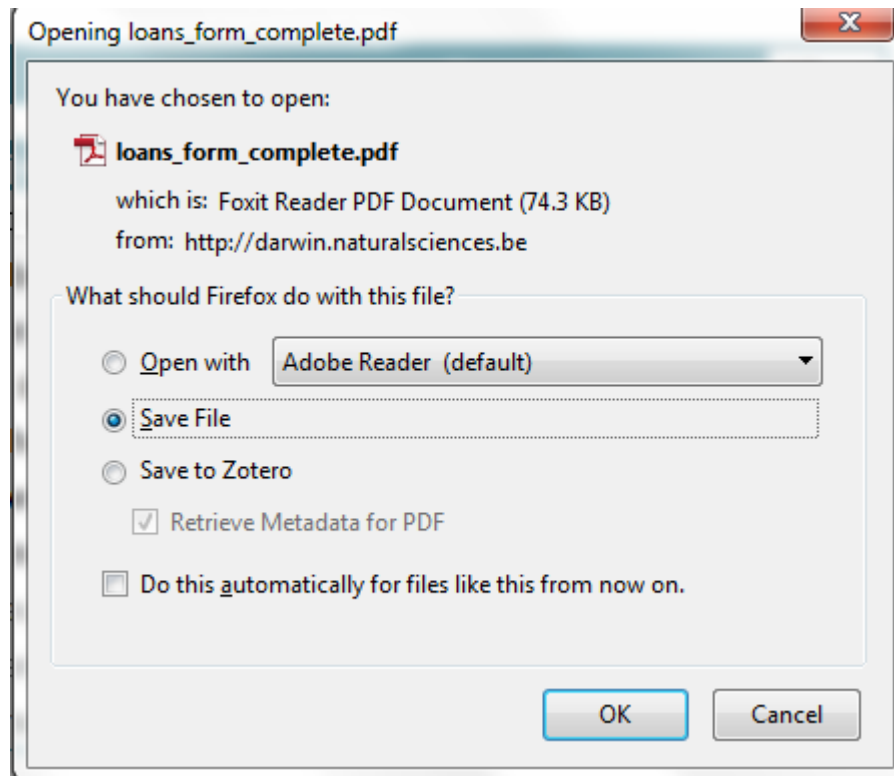 Opening loans_form_complete.pdf
You have chosen to open:
loans_form_complete.pdf
which is: Foxit Reader PDF Document (74.3 KB)
from: http://darwin.naturalsciences.be
What should Firefox do with this file?
Open with Adobe Reader (default)
Save File
Save to Zotero
Retrieve Metadata for PDF
Do this automatically for files like this from now on.
OK Cancel